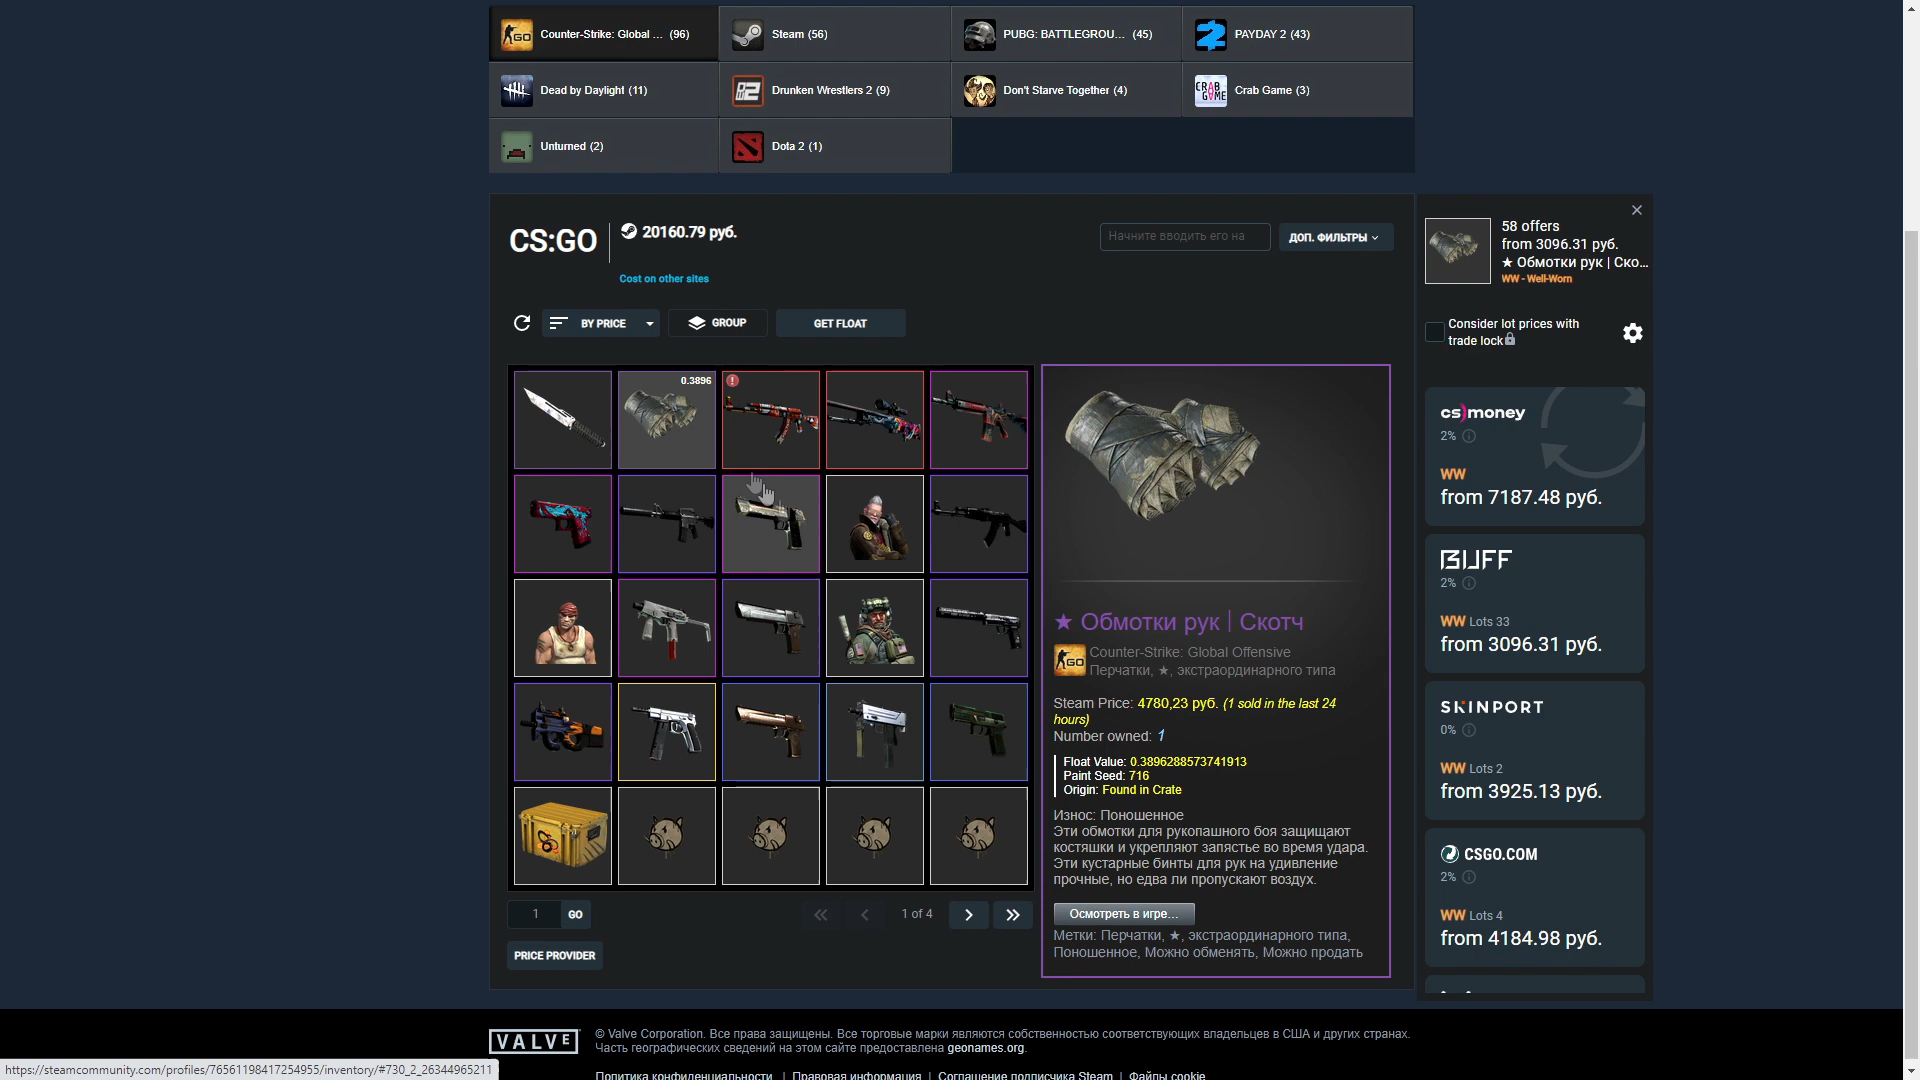 Counter-Strike: Global ... (96)
Steam (56)
PUBG: BATTLEGROU... (45)
PAYDAY 2 (43)
Dead by Daylight (11)
Drunken Wrestlers 2 (9)
Don't Starve Together (4)
CRAB GAME
Crab Game (3)
Unturned (2)
Dota 2 (1)
CS:GO
20160.79 руб.
Cost on other sites
Начните вводить его на
ДОП. ФИЛЬТРЫ
BY PRICE
GROUP
GET FLOAT
0.3896
★ Обмотки рук | Скотч
GO
Counter-Strike: Global Offensive
Перчатки, ★, экстраординарного типа
Steam Price: 4780,23 руб. (1 sold in the last 24
hours)
Number owned: 1
Float Value: 0.3896288573741913
Paint Seed: 716
Origin: Found in Crate
Износ: Поношенное
Эти обмотки для рукопашного боя защищают
костяшки и укрепляют запястье во время удара.
Эти кустарные бинты для рук на удивление
прочные, но едва ли пропускают воздух.
Осмотреть в игре...
Метки: Перчатки, ★, экстраординарного типа,
Поношенное, Можно обменять, Можно продать
1
GO
1 of 4
PRICE PROVIDER
58 offers
from 3096.31 руб.
★ Обмотки рук | Ско...
WW - Well-Worn
Consider lot prices with
trade lock
cs)money
2%
WW
from 7187.48 руб.
BUFF
2%
WW Lots 33
from 3096.31 руб.
SKINPORT
0%
WW Lots 2
from 3925.13 руб.
CSGO.COM
2%
WW Lots 4
from 4184.98 руб.
VALVE
© Valve Corporation. Все права защищены. Все торговые марки являются собственностью соответствующих владельцев в США и других странах.
Часть географических сведений на этом сайте предоставлена geonames.org.
Политика конфиденциальности | Правовая информация | Соглашение подписчика Steam | Файлы cookie
https://steamcommunity.com/profiles/76561198417254955/inventory/#730_2_26344965211